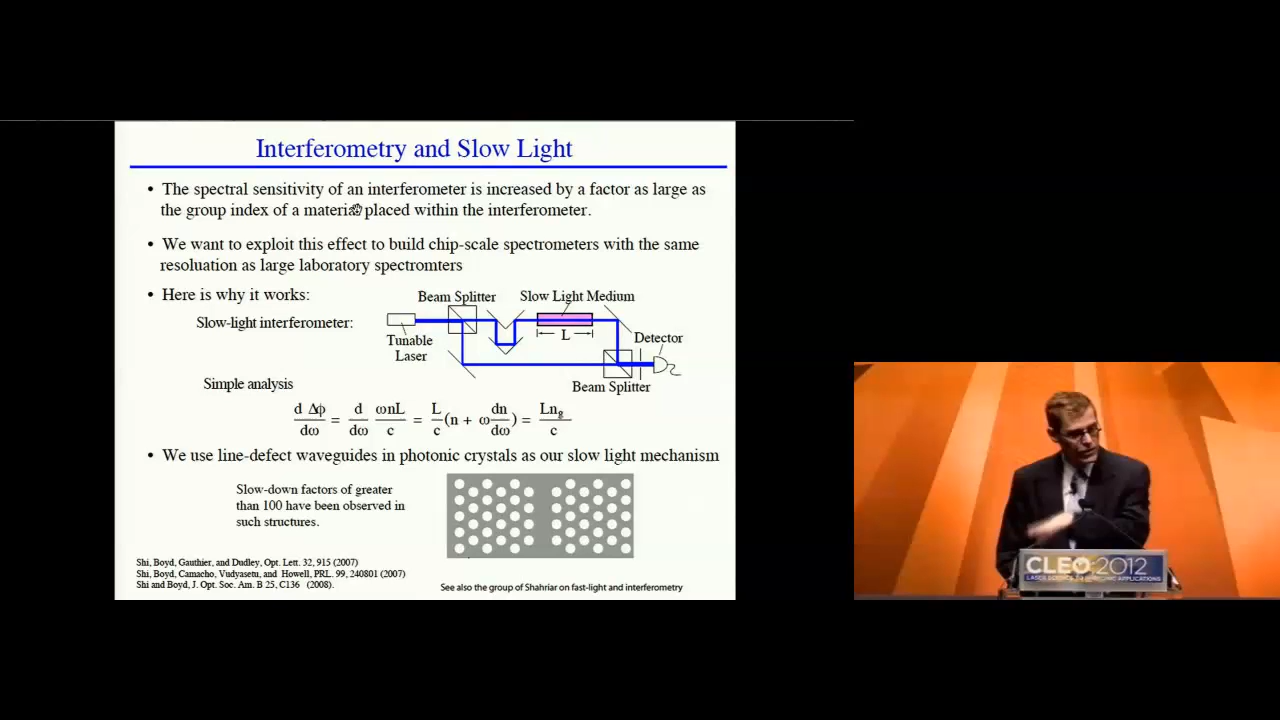 Interferometry and Slow Light
• The spectral sensitivity of an interferometer is increased by a factor as large as
the group index of a material placed within the interferometer.
• We want to exploit this effect to build chip-scale spectrometers with the same
resoluation as large laboratory spectromters
• Here is why it works:
Beam Splitter
Slow Light Medium
Slow-light interferometer:
Tunable
Laser
L
Detector
Beam Splitter
Simple analysis
d Δϕ/dω = d/dω ωnL/c = L/c (n + ω dn/dω) = Ln_g/c
• We use line-defect waveguides in photonic crystals as our slow light mechanism
Slow-down factors of greater
than 100 have been observed in
such structures.
Shi, Boyd, Gauthier, and Dudley, Opt. Lett. 32, 915 (2007)
Shi, Boyd, Camacho, Vudyasetu, and Howell, PRL. 99, 240801 (2007)
Shi and Boyd, J. Opt. Soc. Am. B 25, C136 (2008).
See also the group of Shahriar on fast-light and interferometry
CLEO:2012
LASER SCIENCE TO PHOTONIC APPLICATIONS